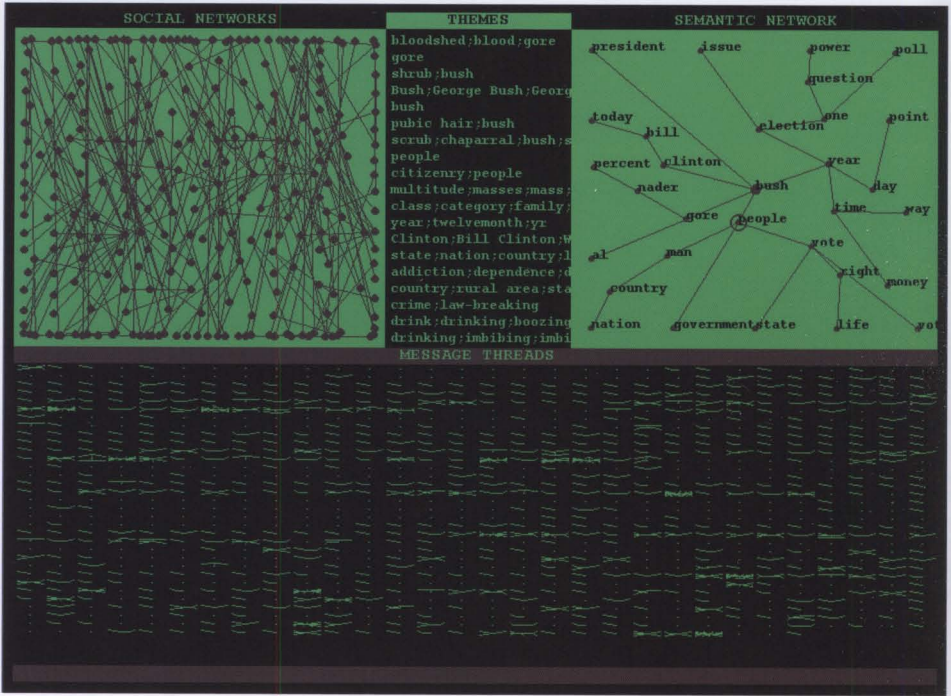 SOCIAL NETWORKS
THEMES
SEMANTIC NETWORK
bloodshed;blood;gore
gore
shrub;bush
Bush;George Bush;Georg
bush
pubic hair;bush
scrub;chaparral;bush;s
people
citizenry;people
multitude;masses;mass;
class;category;family;
year;twelvemonth;yr
Clinton;Bill Clinton;W
state;nation;country;l
addiction;dependence;d
country;rural area;sta
crime;law-breaking
drink;drinking;boozing
drinking;imbibing;imbi
president
issue
power
poll
question
today
bill
election
one
point
percent
clinton
year
nader
bush
day
gore
people
time
way
al
man
vote
right
money
country
nation
government
state
life
vot
MESSAGE THREADS